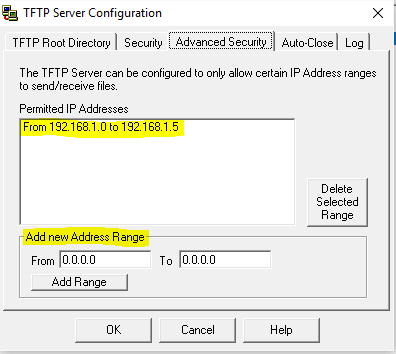 TFTP Server Configuration
TFTP Root Directory Security Advanced Security Auto-Close Log
The TFTP Server can be configured to only allow certain IP Address ranges
to send/receive files.
Permitted IP Addresses
From 192.168.1.0 to 192.168.1.5
Delete
Selected
Range
Add new Address Range
From 0.0.0.0 To 0.0.0.0
Add Range
OK Cancel Help